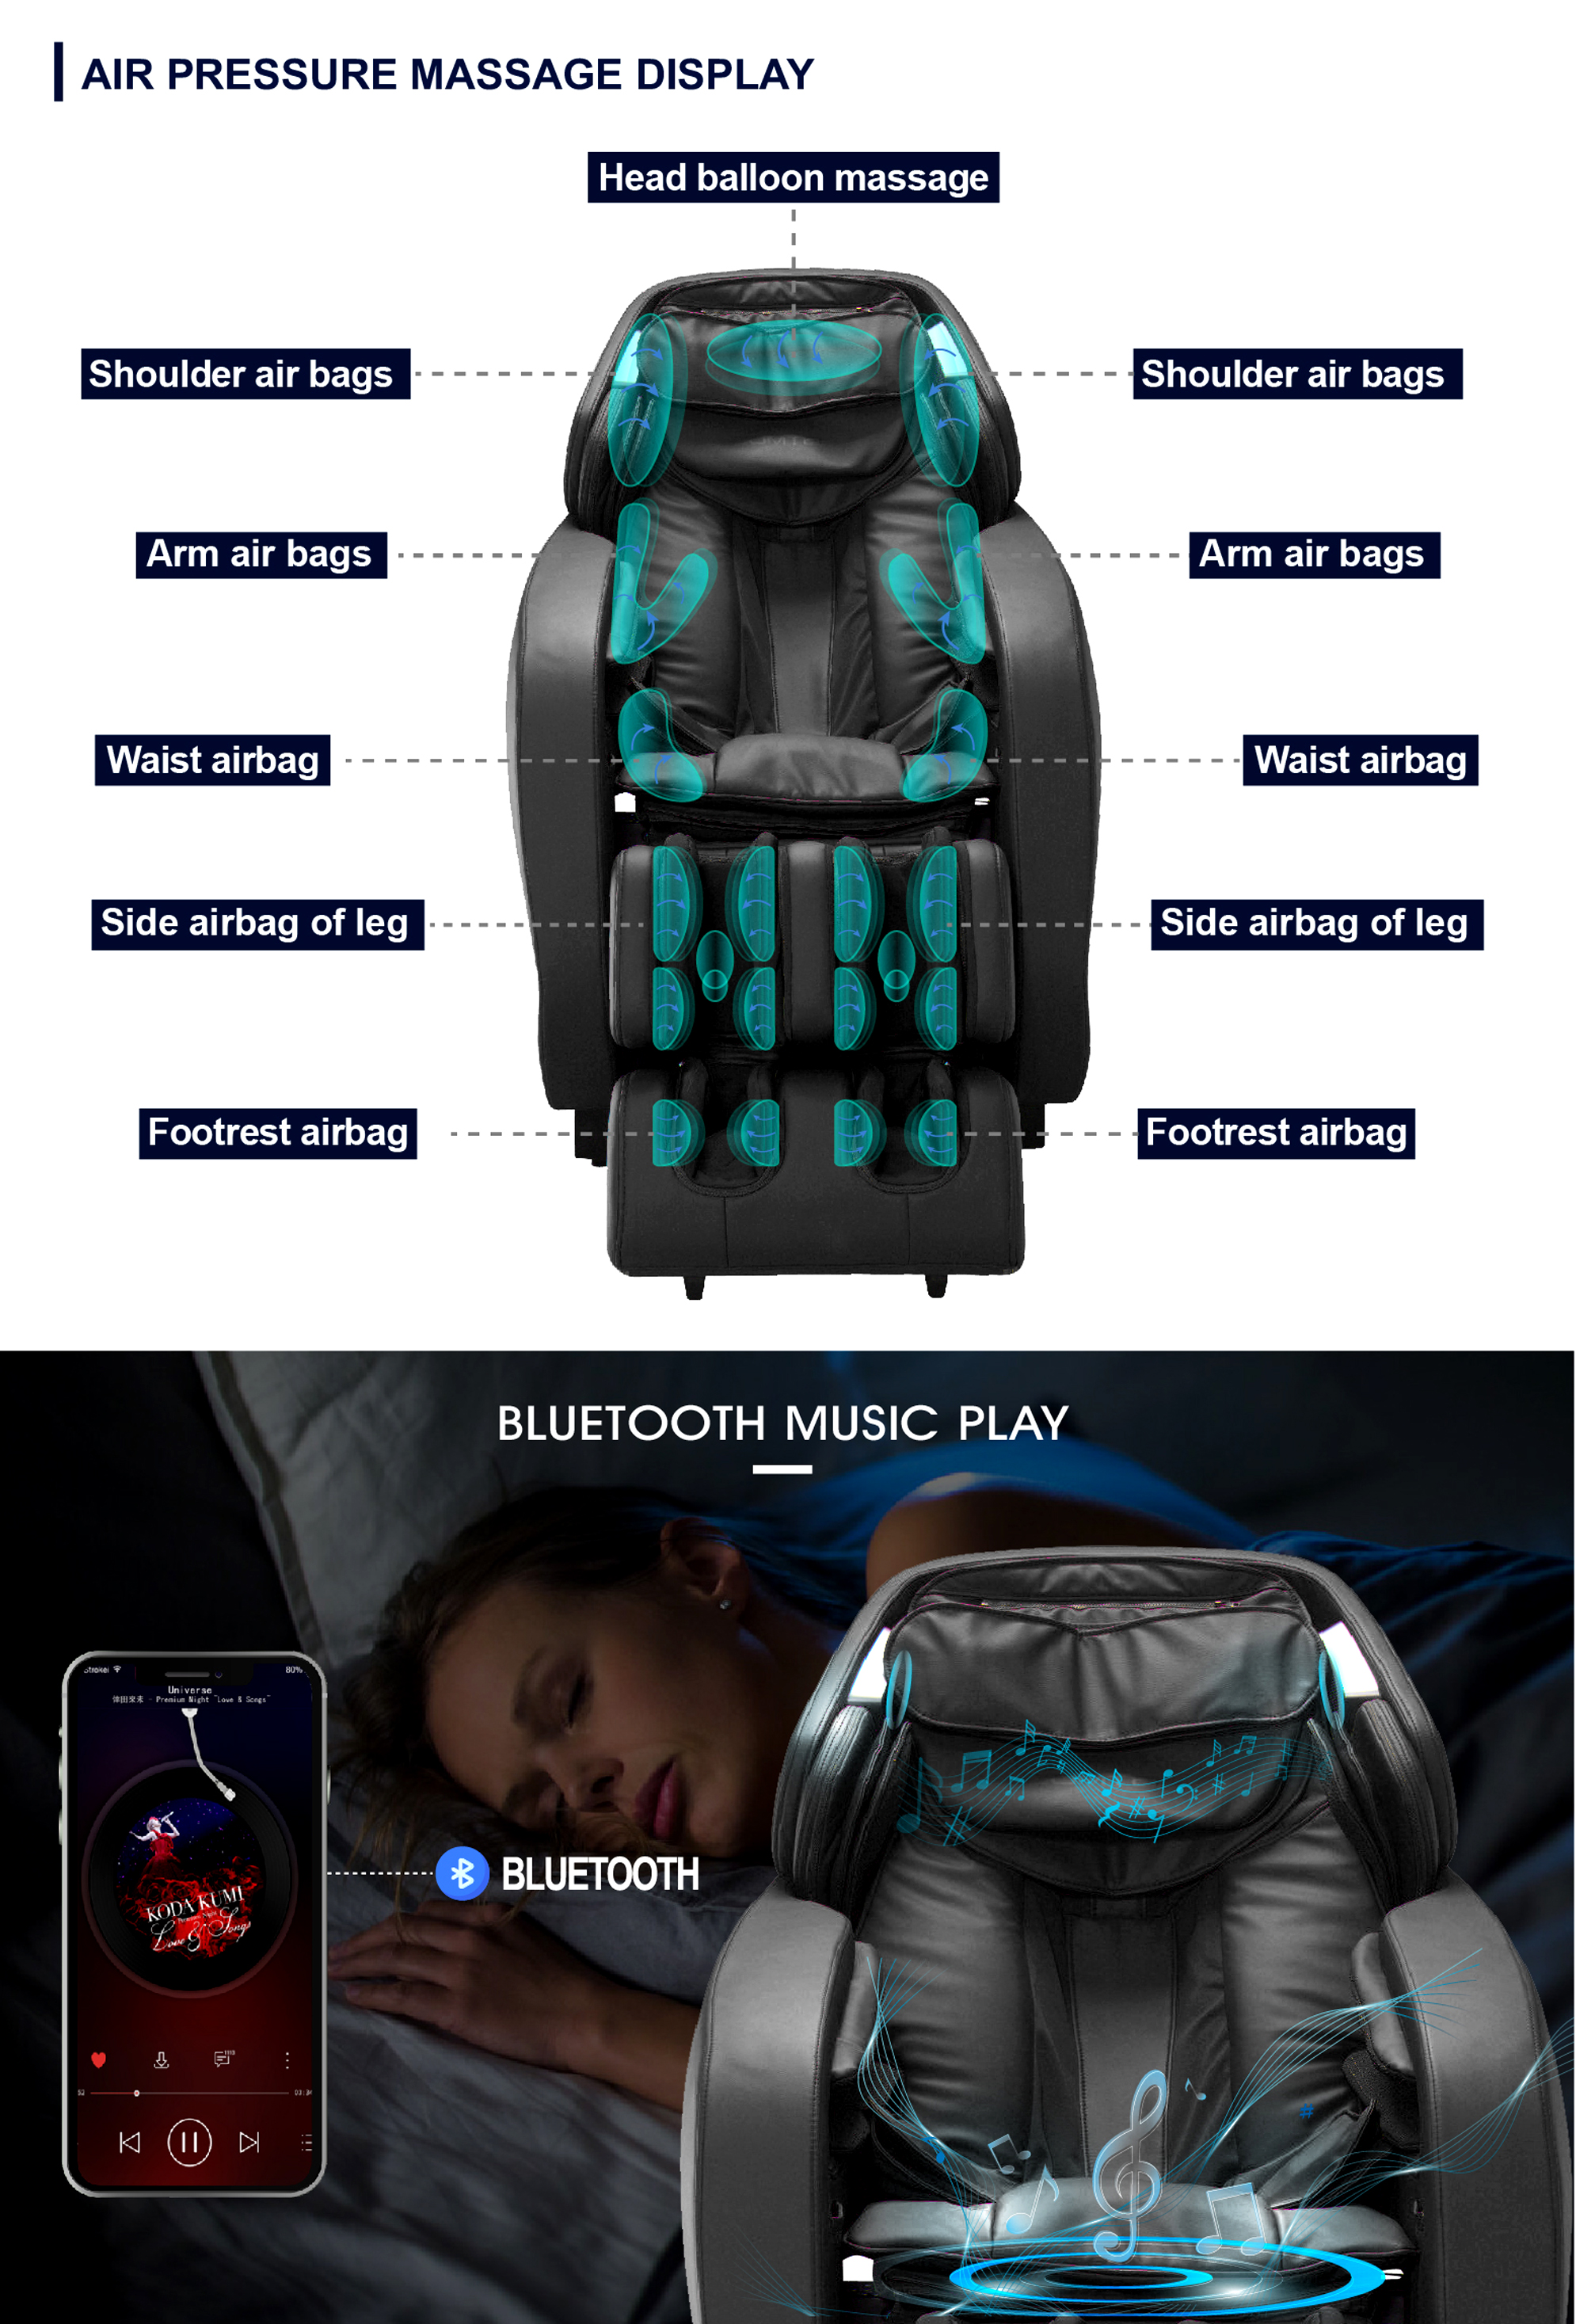 AIR PRESSURE MASSAGE DISPLAY
Head balloon massage
Shoulder air bags
Shoulder air bags
Arm air bags
Arm air bags
Waist airbag
Waist airbag
Side airbag of leg
Side airbag of leg
Footrest airbag
Footrest airbag
BLUETOOTH MUSIC PLAY
80%
Universe
倖田來未 - Premium Night ~Love & Songs~
KODA KUMI
Premium Night
Love & Songs
BLUETOOTH